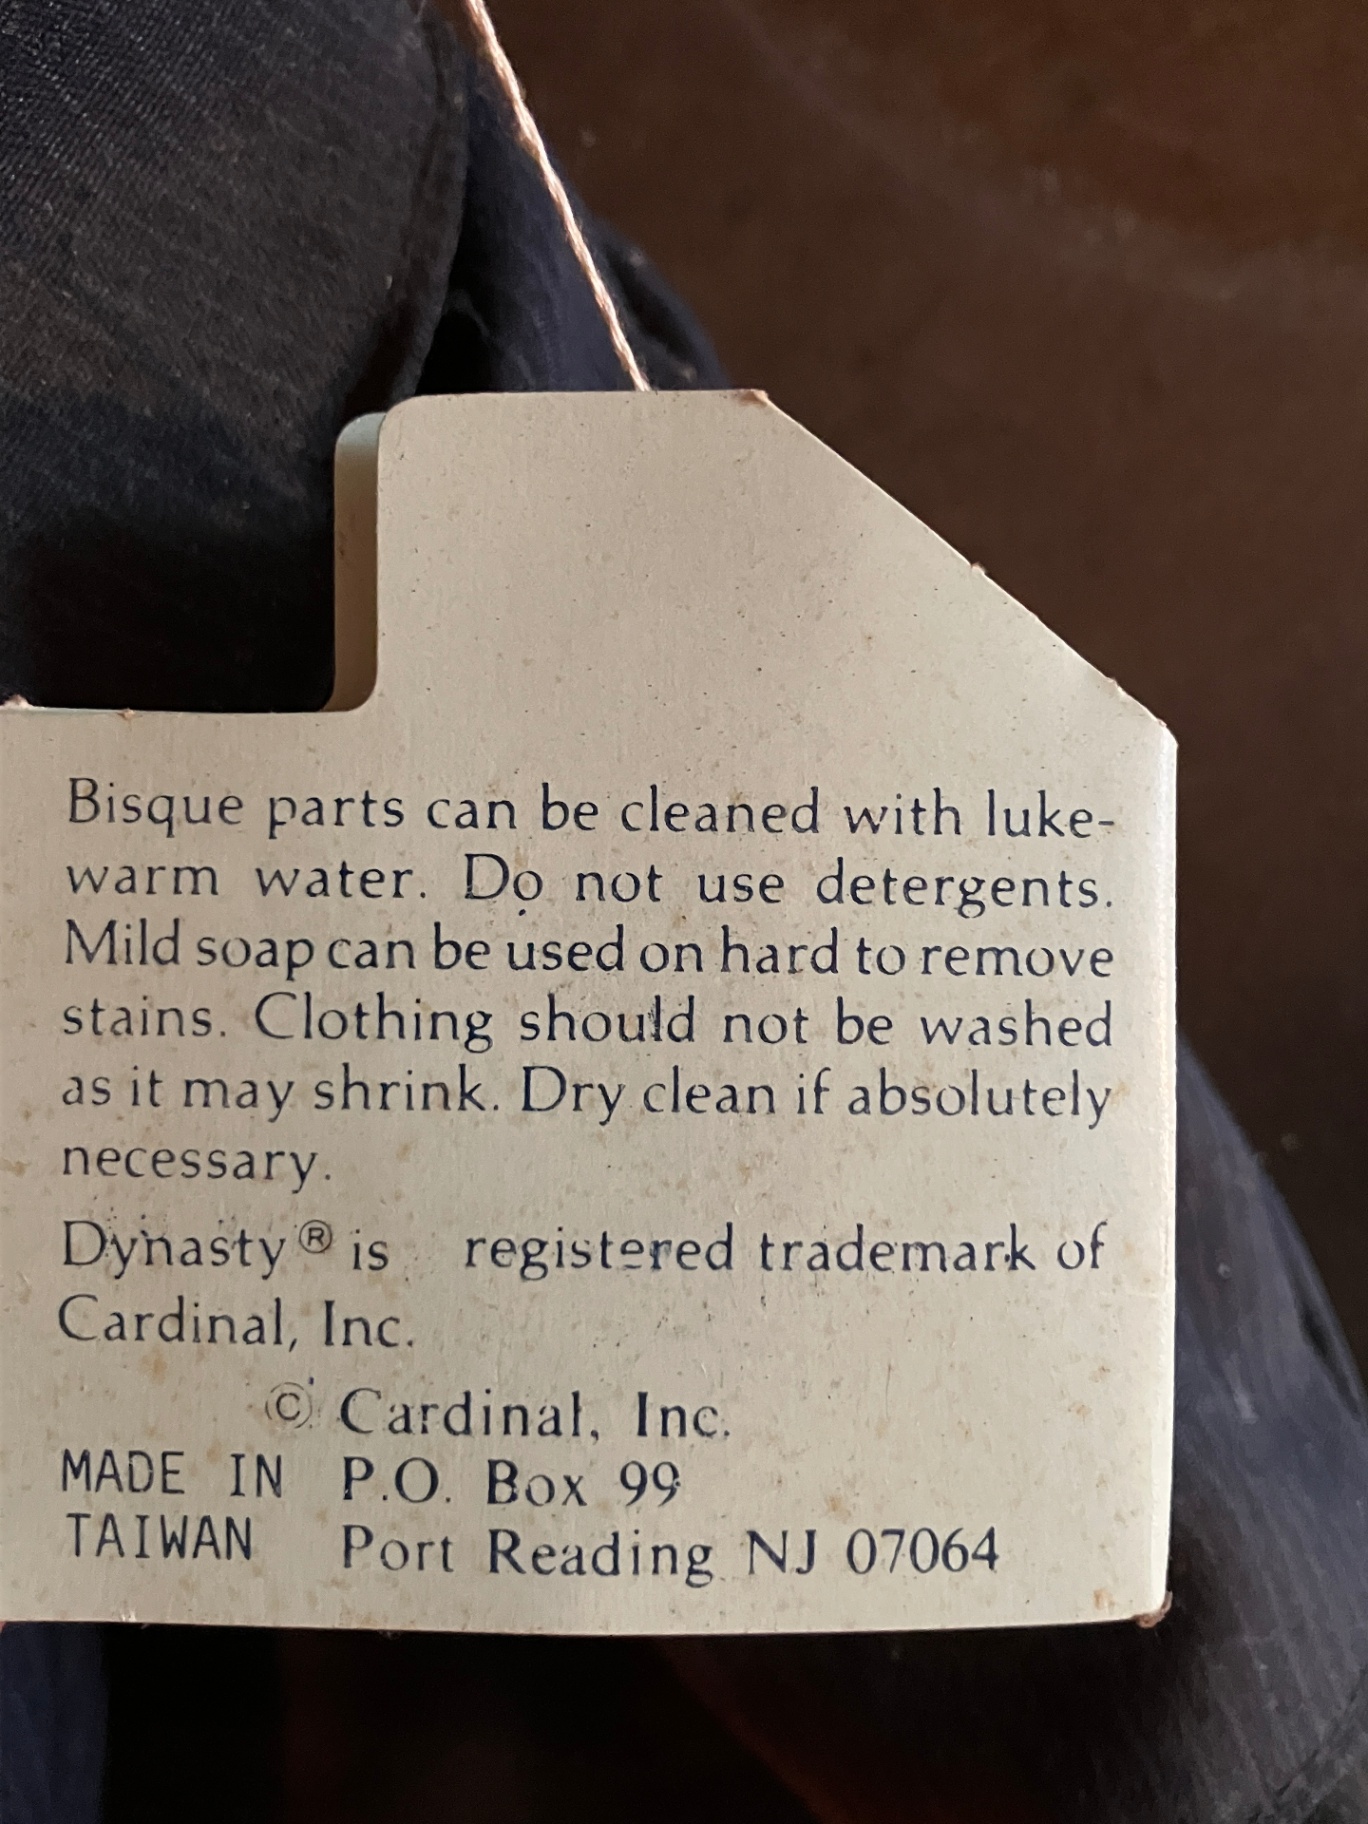 Bisque parts can be cleaned with luke-
warm water. Do not use detergents.
Mild soap can be used on hard to remove
stains. Clothing should not be washed
as it may shrink. Dry clean if absolutely
necessary.
Dynasty® is registered trademark of
Cardinal, Inc.
© Cardinal, Inc.
MADE IN P.O. Box 99
TAIWAN Port Reading NJ 07064